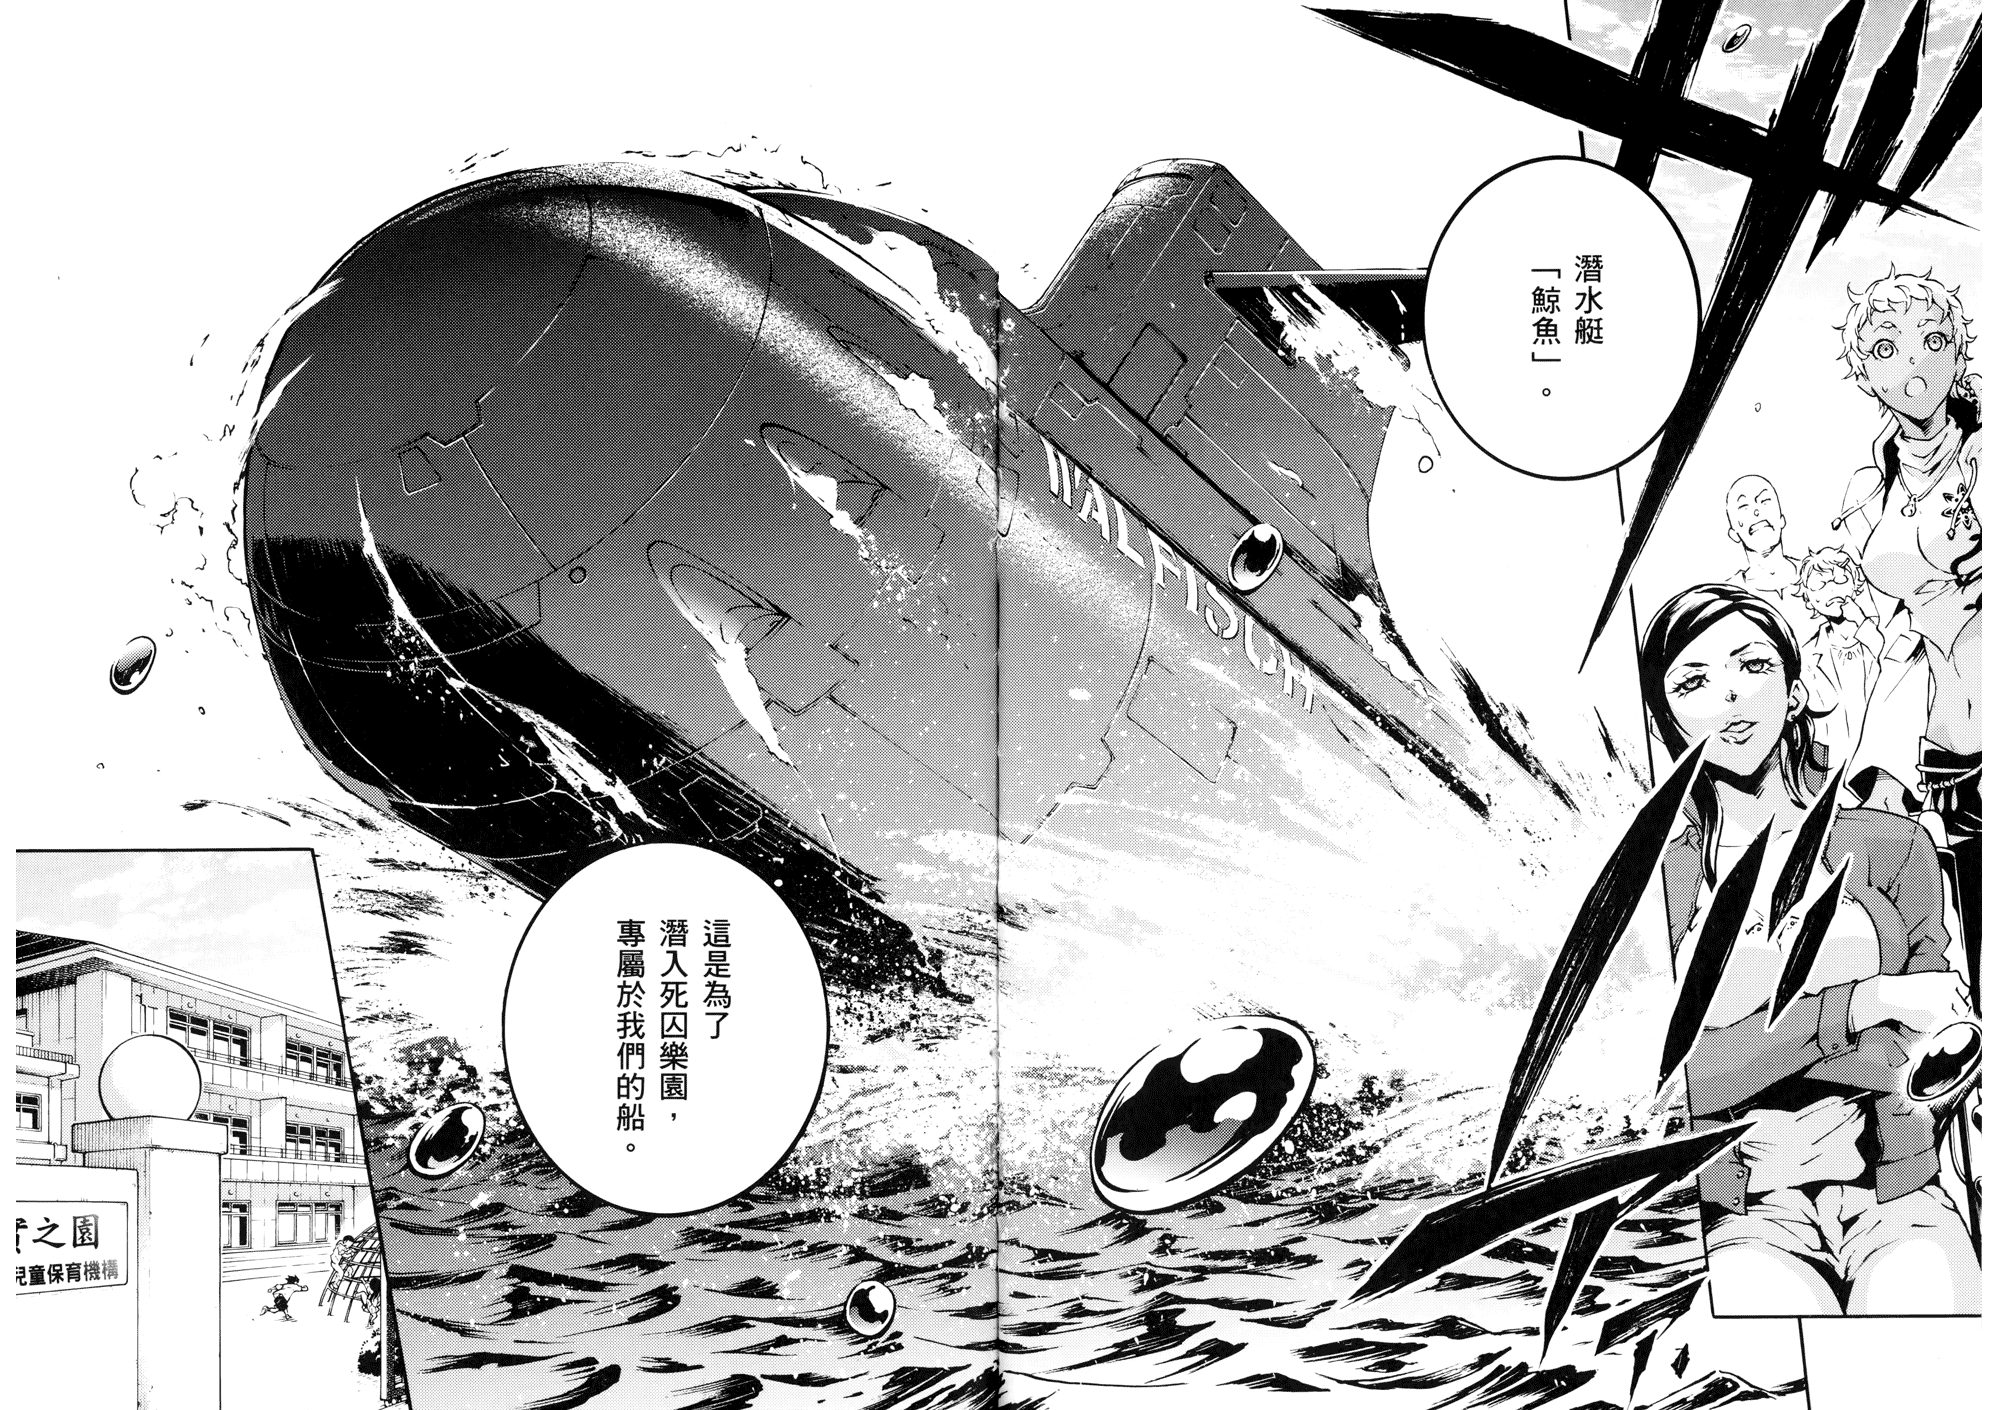 潛水艇
「鯨魚」。
WALFISCH
這是為了
潛入死囚樂園，
專屬於我們的船。
實之園
兒童保育機構